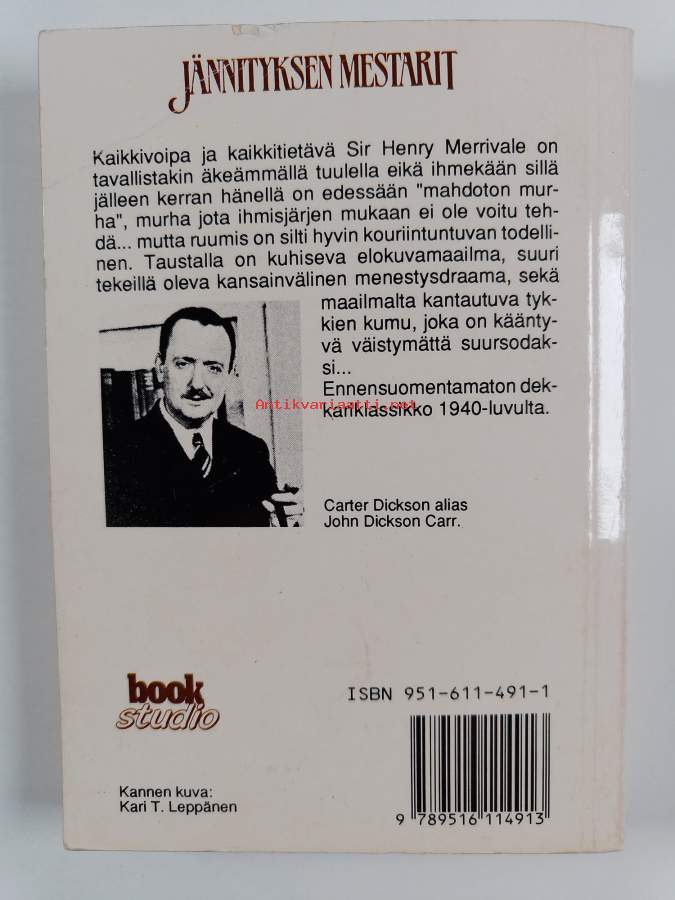 JÄNNITYKSEN MESTARIT
Kaikkivoipa ja kaikkitietävä Sir Henry Merrivale on
tavallistakin äkeämmällä tuulella eikä ihmekään sillä
jälleen kerran hänellä on edessään "mahdoton mur-
ha", murha jota ihmisjärjen mukaan ei ole voitu teh-
dä... mutta ruumis on silti hyvin kouriintuntuvan todelli-
nen. Taustalla on kuhiseva elokuvamaailma, suuri
tekeillä oleva kansainvälinen menestysdraama, sekä
maailmalta kantautuva tyk-
kien kumu, joka on käänty-
vä väistymättä suursodak-
si...
Ennensuomentamaton dek-
kariklassikko 1940-luvulta.
Antikvariaatti.net
Carter Dickson alias
John Dickson Carr.
book
studio
ISBN 951-611-491-1
Kannen kuva:
Kari T. Leppänen
9 789516 114913